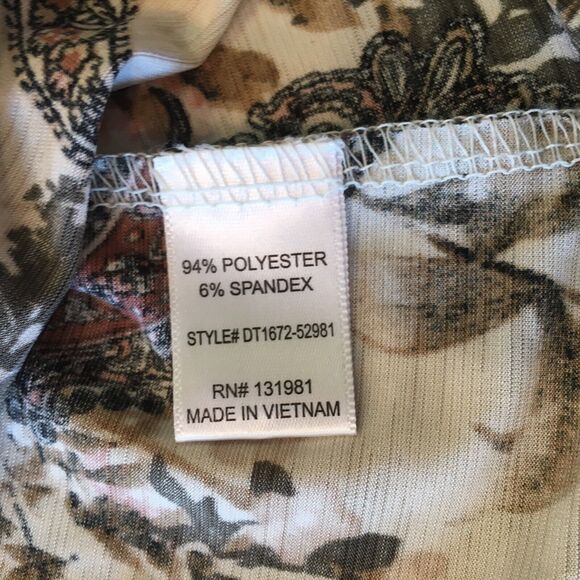 94% POLYESTER
6% SPANDEX
STYLE# DT1672-52981
RN# 131981
MADE IN VIETNAM